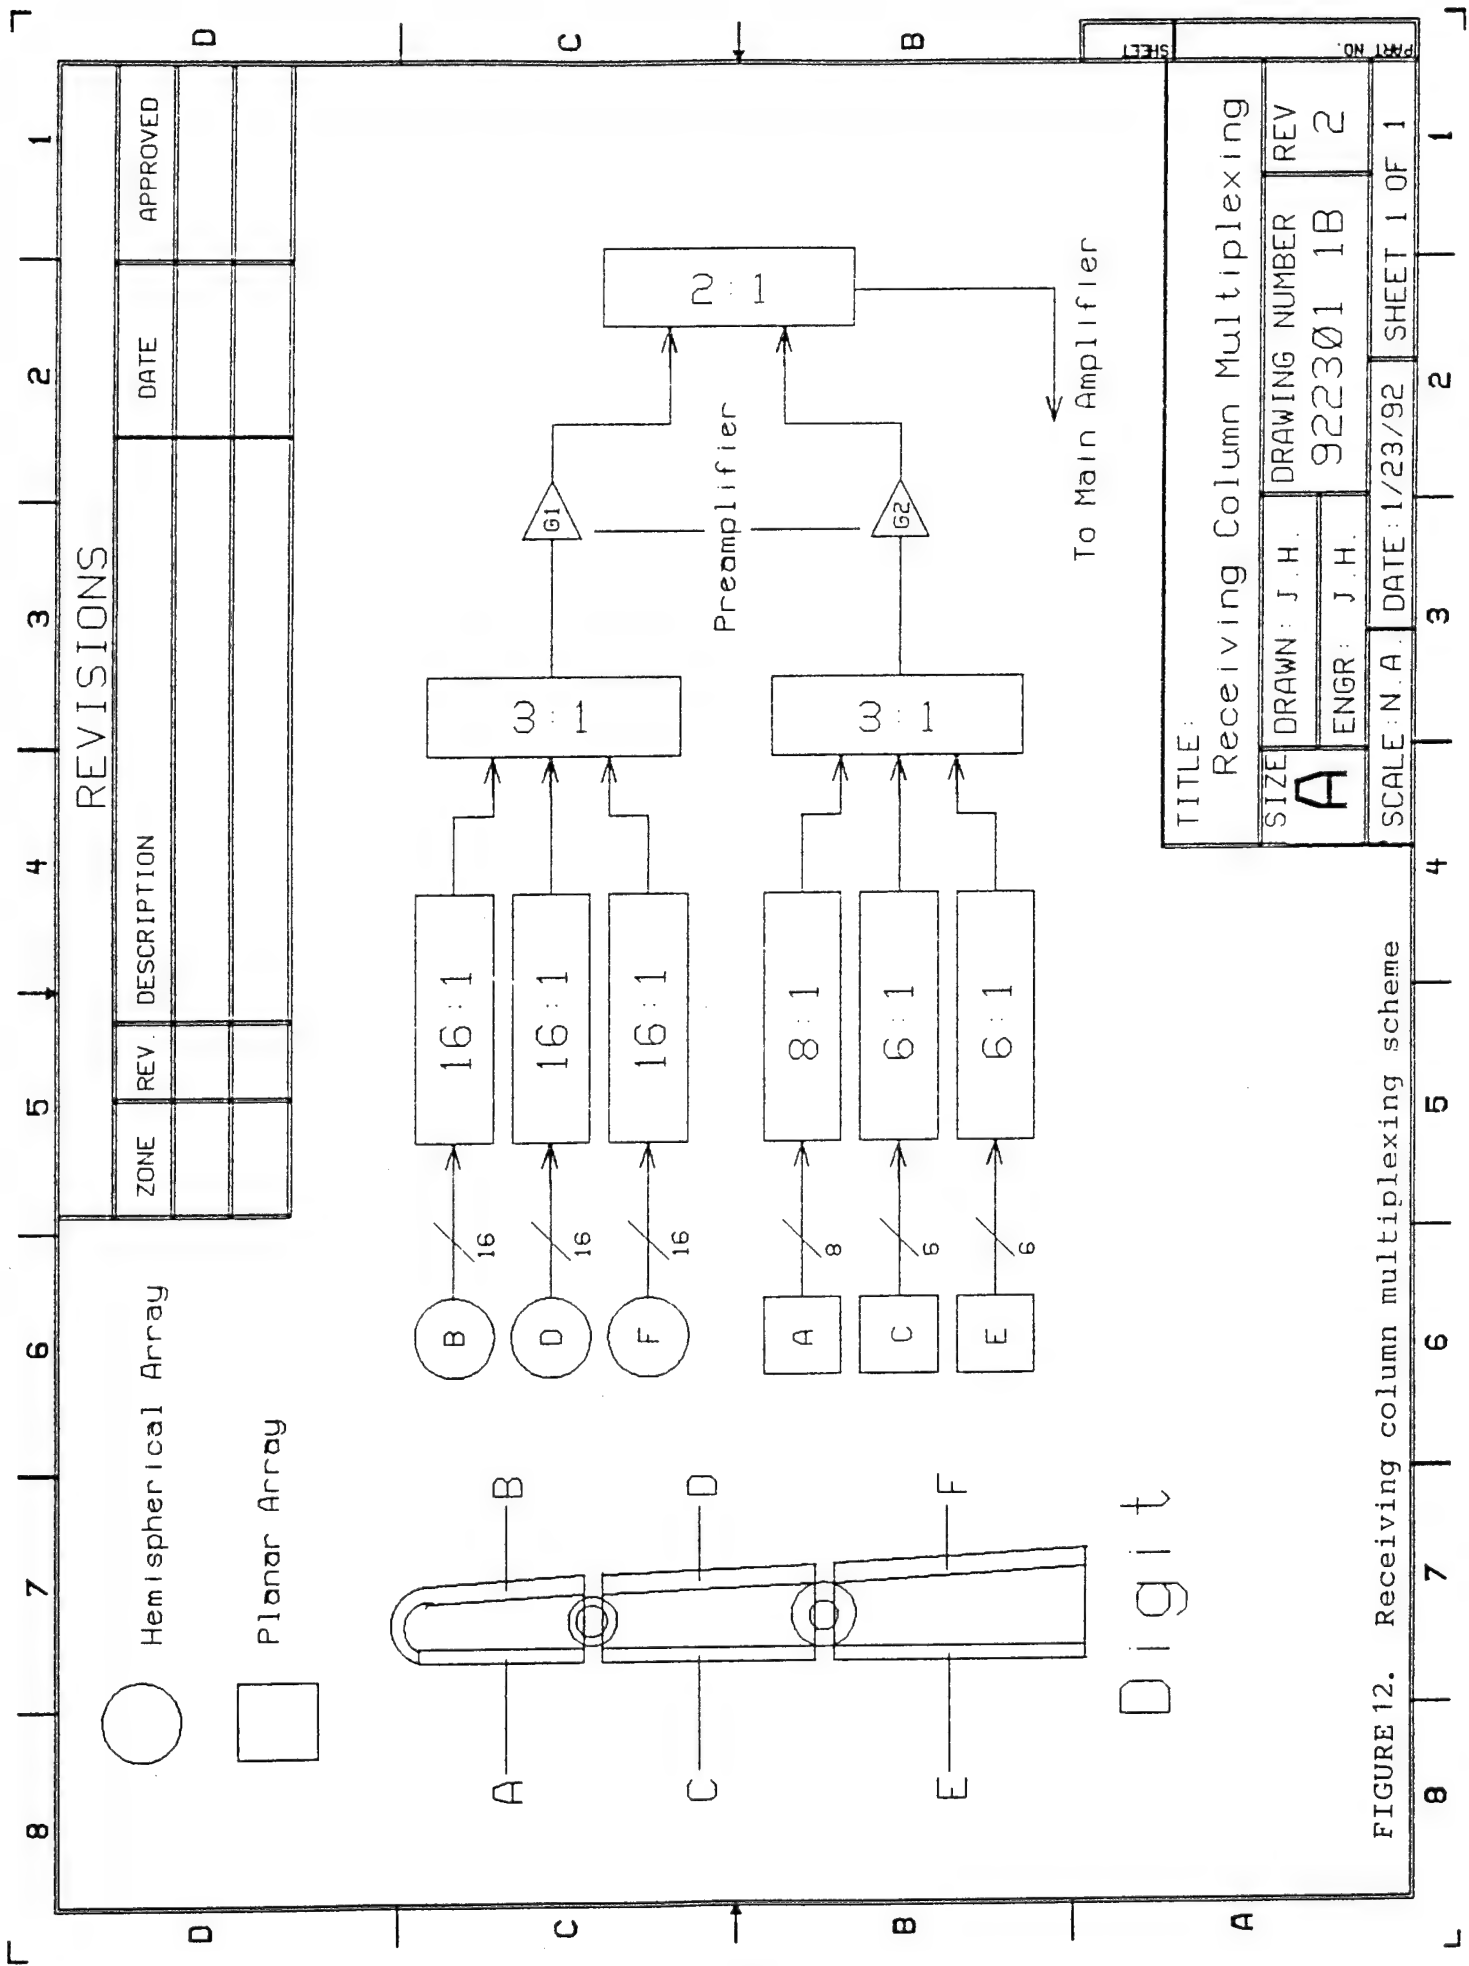 8 7 6 5 4 3 2 1
REVISIONS
ZONE REV. DESCRIPTION DATE APPROVED
D
D
C
C
B
B
A
Hemispherical Array
Planar Array
A B
C D
E F
Digit
B 16 16:1
D 16 16:1
F 16 16:1
3:1
G1
A 8 8:1
C 6 6:1
E 6 6:1
3:1
G2
Preamplifier
2:1
To Main Amplifier
SHEET
PART NO.
TITLE:
Receiving Column Multiplexing
SIZE A
DRAWN: J.H.
ENGR: J.H.
DRAWING NUMBER
922301 1B
REV
2
SCALE: N.A. DATE: 1/23/92 SHEET 1 OF 1
FIGURE 12. Receiving column multiplexing scheme
8 7 6 5 4 3 2 1